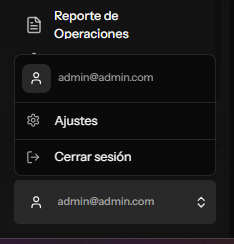 Reporte de
Operaciones
admin@admin.com
Ajustes
Cerrar sesión
admin@admin.com